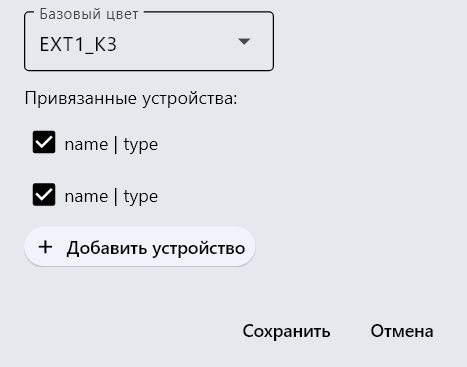 Базовый цвет
EXT1_K3
Привязанные устройства:
name | type
name | type
+ Добавить устройство
Сохранить Отмена